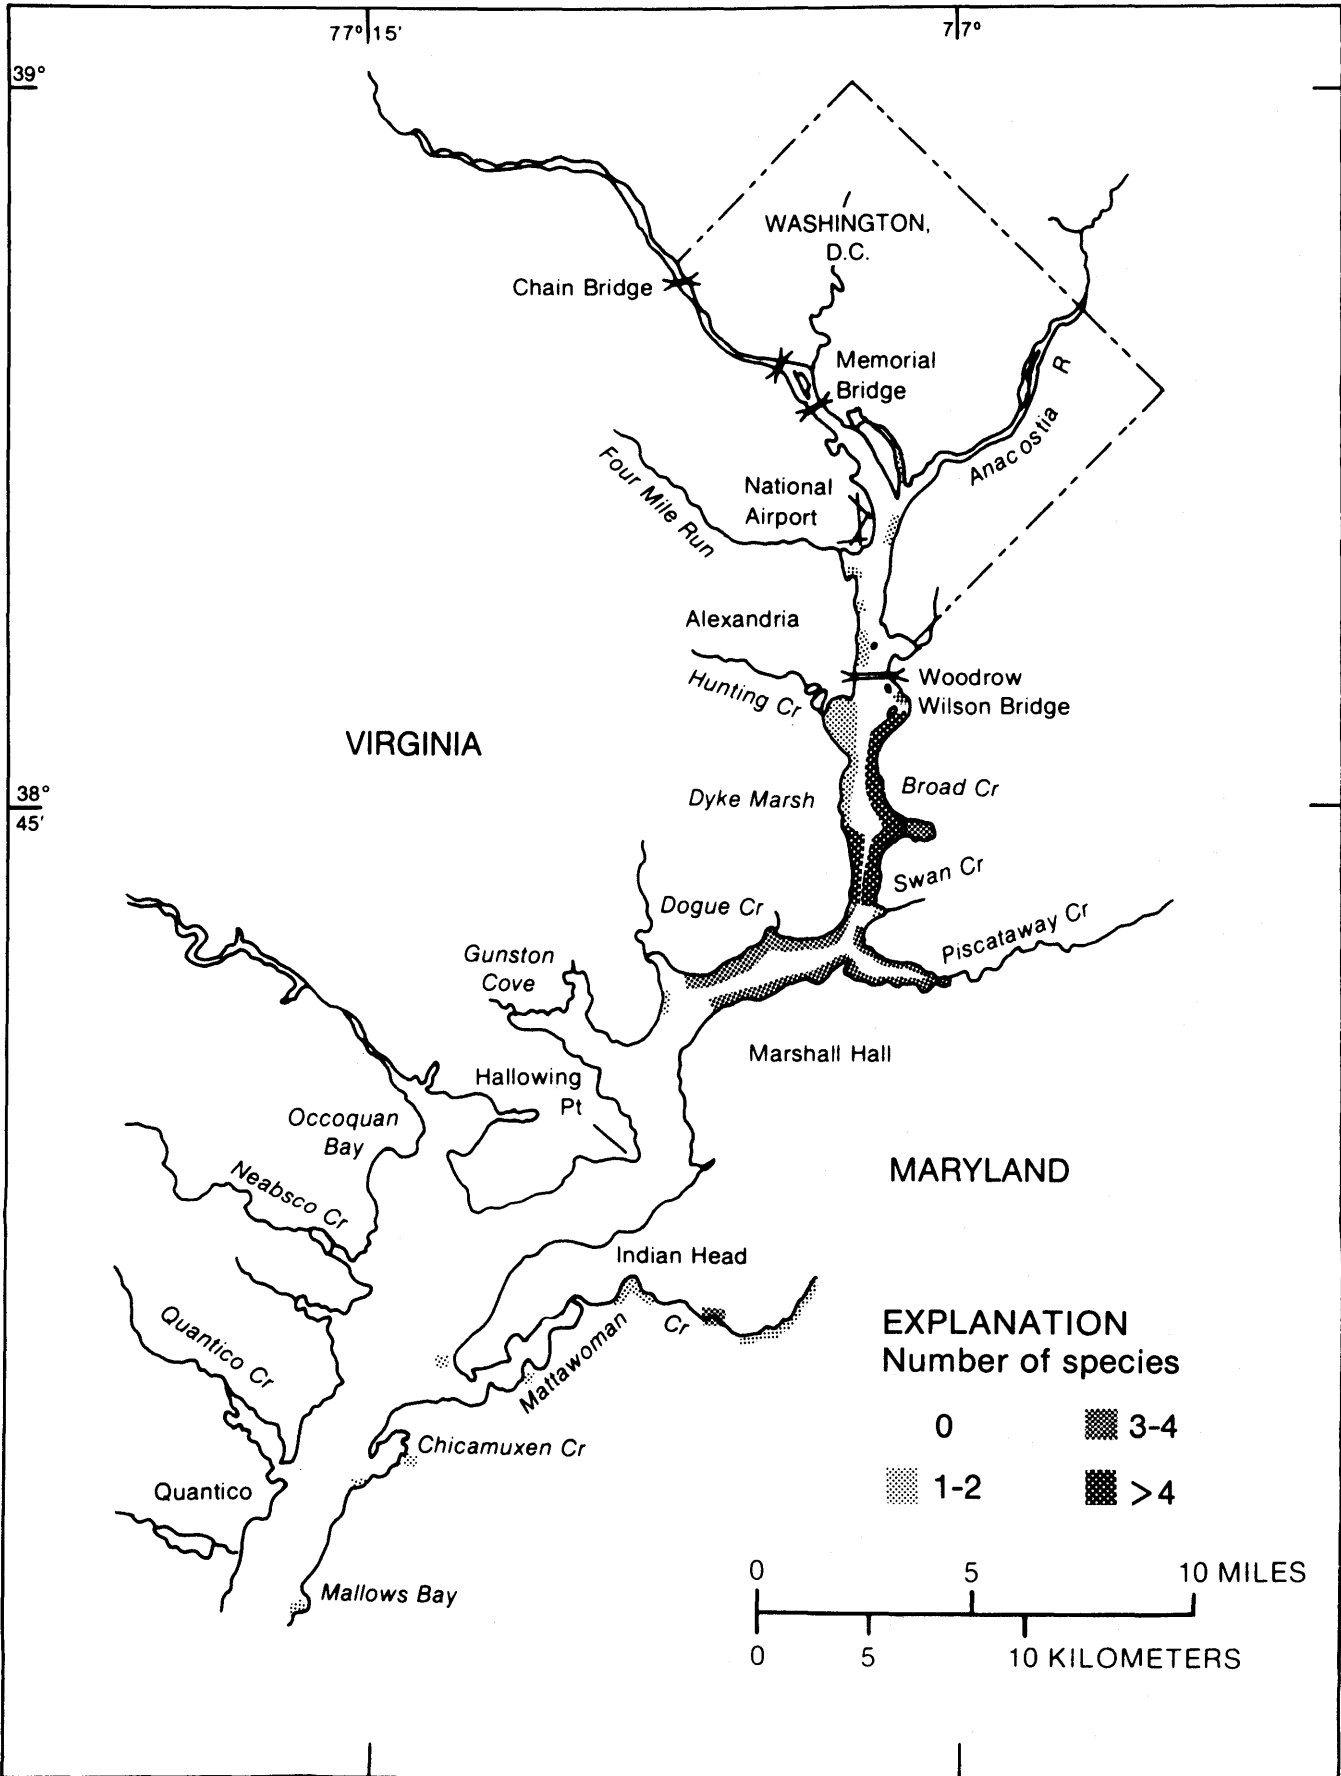 77° 15'
77°
39°
WASHINGTON,
D.C.
Chain Bridge
Memorial
Bridge
Anacostia R
Four Mile Run
National
Airport
Alexandria
Hunting Cr
Woodrow
Wilson Bridge
VIRGINIA
38°
45'
Dyke Marsh
Broad Cr
Swan Cr
Dogue Cr
Piscataway Cr
Gunston
Cove
Marshall Hall
Hallowing
Pt
Occoquan
Bay
Neabsco Cr
MARYLAND
Indian Head
Quantico Cr
Mattawoman Cr
Chicamuxen Cr
Quantico
Mallows Bay
EXPLANATION
Number of species
0
3-4
1-2
>4
0 5 10 MILES
0 5 10 KILOMETERS